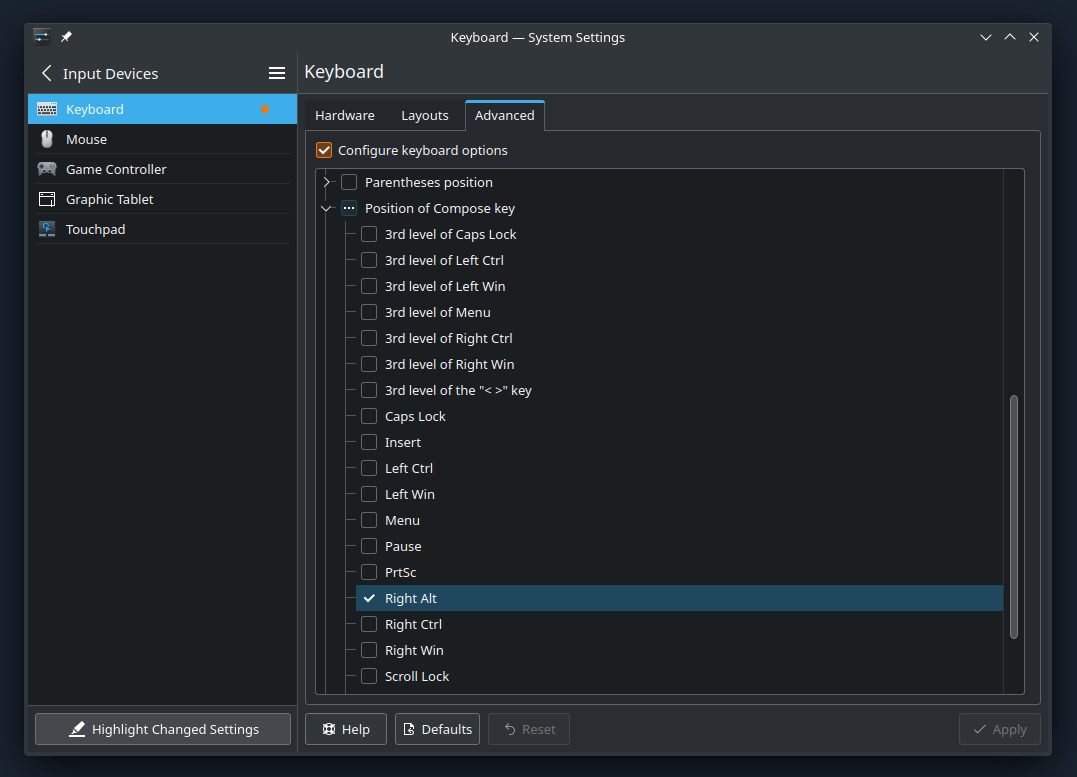 Keyboard — System Settings
Input Devices
Keyboard
Keyboard
Mouse
Game Controller
Graphic Tablet
Touchpad
Hardware Layouts Advanced
Configure keyboard options
Parentheses position
Position of Compose key
3rd level of Caps Lock
3rd level of Left Ctrl
3rd level of Left Win
3rd level of Menu
3rd level of Right Ctrl
3rd level of Right Win
3rd level of the "< >" key
Caps Lock
Insert
Left Ctrl
Left Win
Menu
Pause
PrtSc
Right Alt
Right Ctrl
Right Win
Scroll Lock
Highlight Changed Settings
Help Defaults Reset Apply